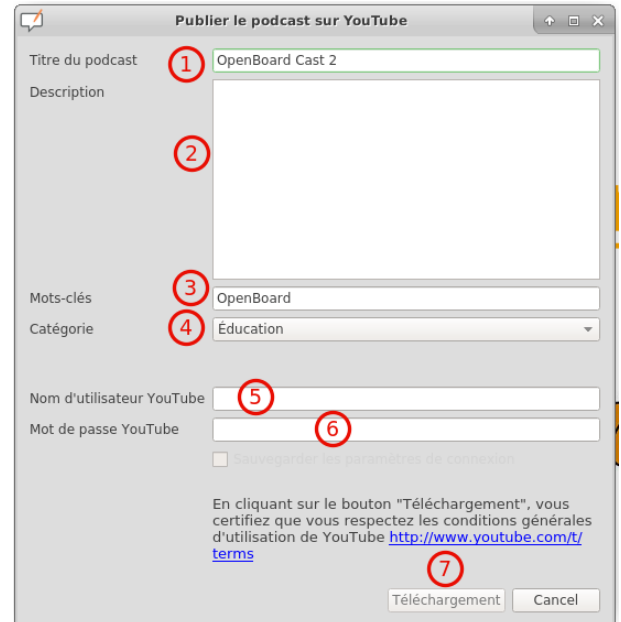 Publier le podcast sur YouTube
Titre du podcast 1 OpenBoard Cast 2
Description
2
Mots-clés 3 OpenBoard
Catégorie 4 Éducation
Nom d'utilisateur YouTube 5
Mot de passe YouTube 6
Sauvegarder les paramètres de connexion
En cliquant sur le bouton "Téléchargement", vous
certifiez que vous respectez les conditions générales
d'utilisation de YouTube http://www.youtube.com/t/
terms
7
Téléchargement Cancel